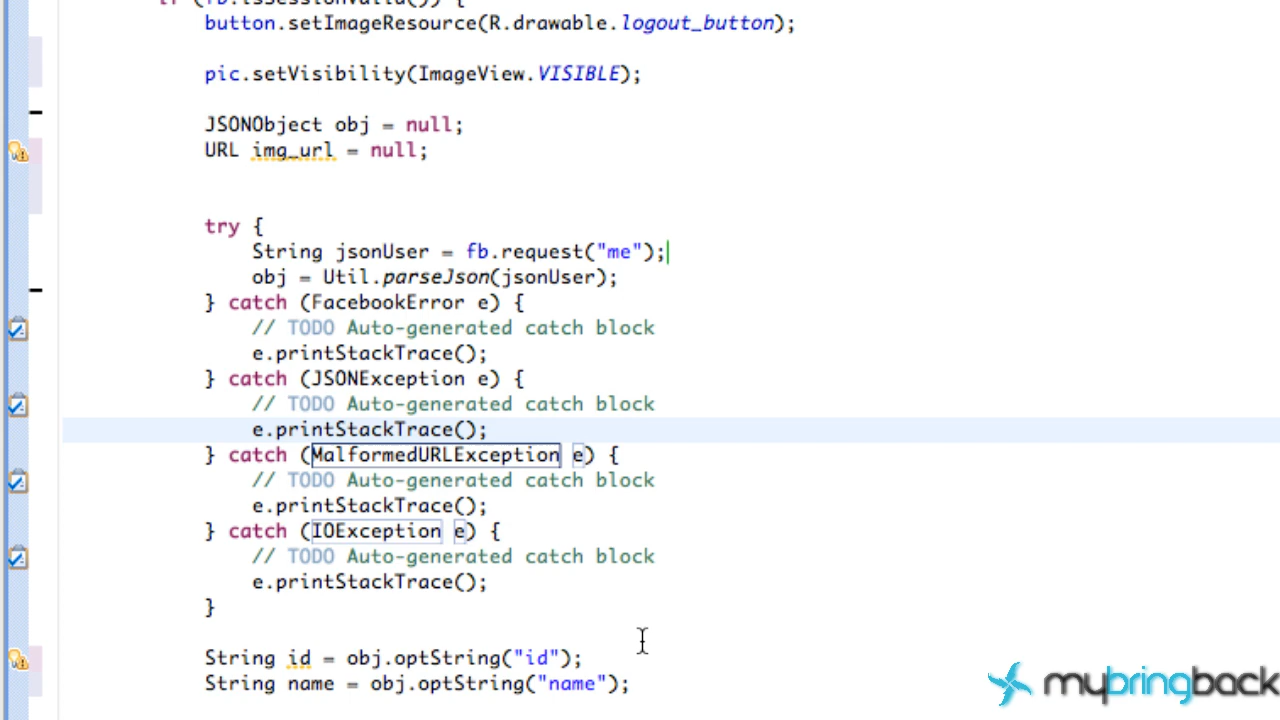 if (fb.isSessionValid()) {
button.setImageResource(R.drawable.logout_button);
pic.setVisibility(ImageView.VISIBLE);
JSONObject obj = null;
URL img_url = null;
try {
String jsonUser = fb.request("me");
obj = Util.parseJson(jsonUser);
} catch (FacebookError e) {
// TODO Auto-generated catch block
e.printStackTrace();
} catch (JSONException e) {
// TODO Auto-generated catch block
e.printStackTrace();
} catch (MalformedURLException e) {
// TODO Auto-generated catch block
e.printStackTrace();
} catch (IOException e) {
// TODO Auto-generated catch block
e.printStackTrace();
}
String id = obj.optString("id");
String name = obj.optString("name");
mybringback